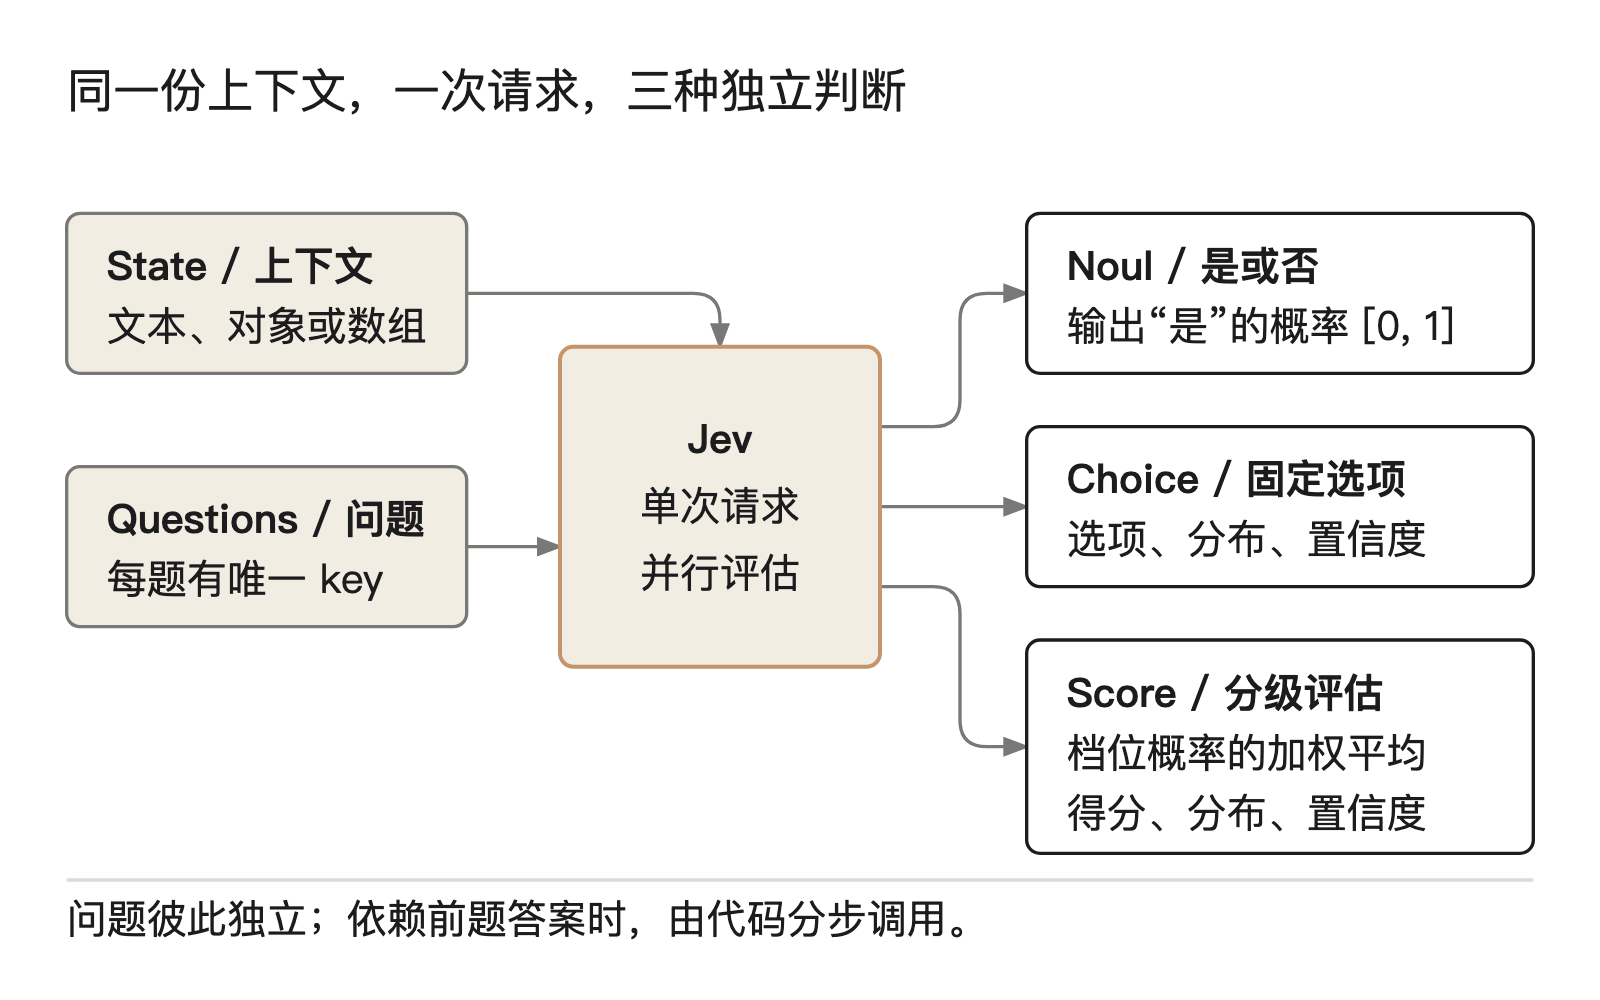 同一份上下文，一次请求，三种独立判断
State / 上下文
文本、对象或数组
Questions / 问题
每题有唯一 key
Jev
单次请求
并行评估
Noul / 是或否
输出“是”的概率 [0, 1]
Choice / 固定选项
选项、分布、置信度
Score / 分级评估
档位概率的加权平均
得分、分布、置信度
问题彼此独立；依赖前题答案时，由代码分步调用。